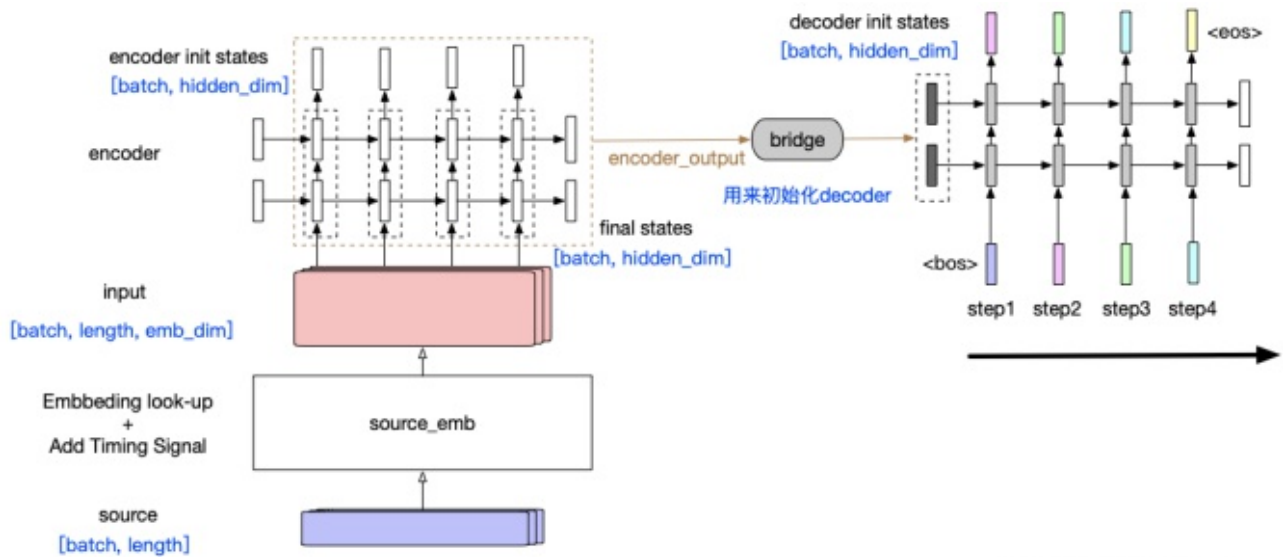 encoder init states
[batch, hidden_dim]
encoder
final states
[batch, hidden_dim]
input
[batch, length, emb_dim]
Embbeding look-up
+
Add Timing Signal
source_emb
source
[batch, length]
encoder_output
bridge
用来初始化decoder
decoder init states
[batch, hidden_dim]
<eos>
<bos>
step1 step2 step3 step4